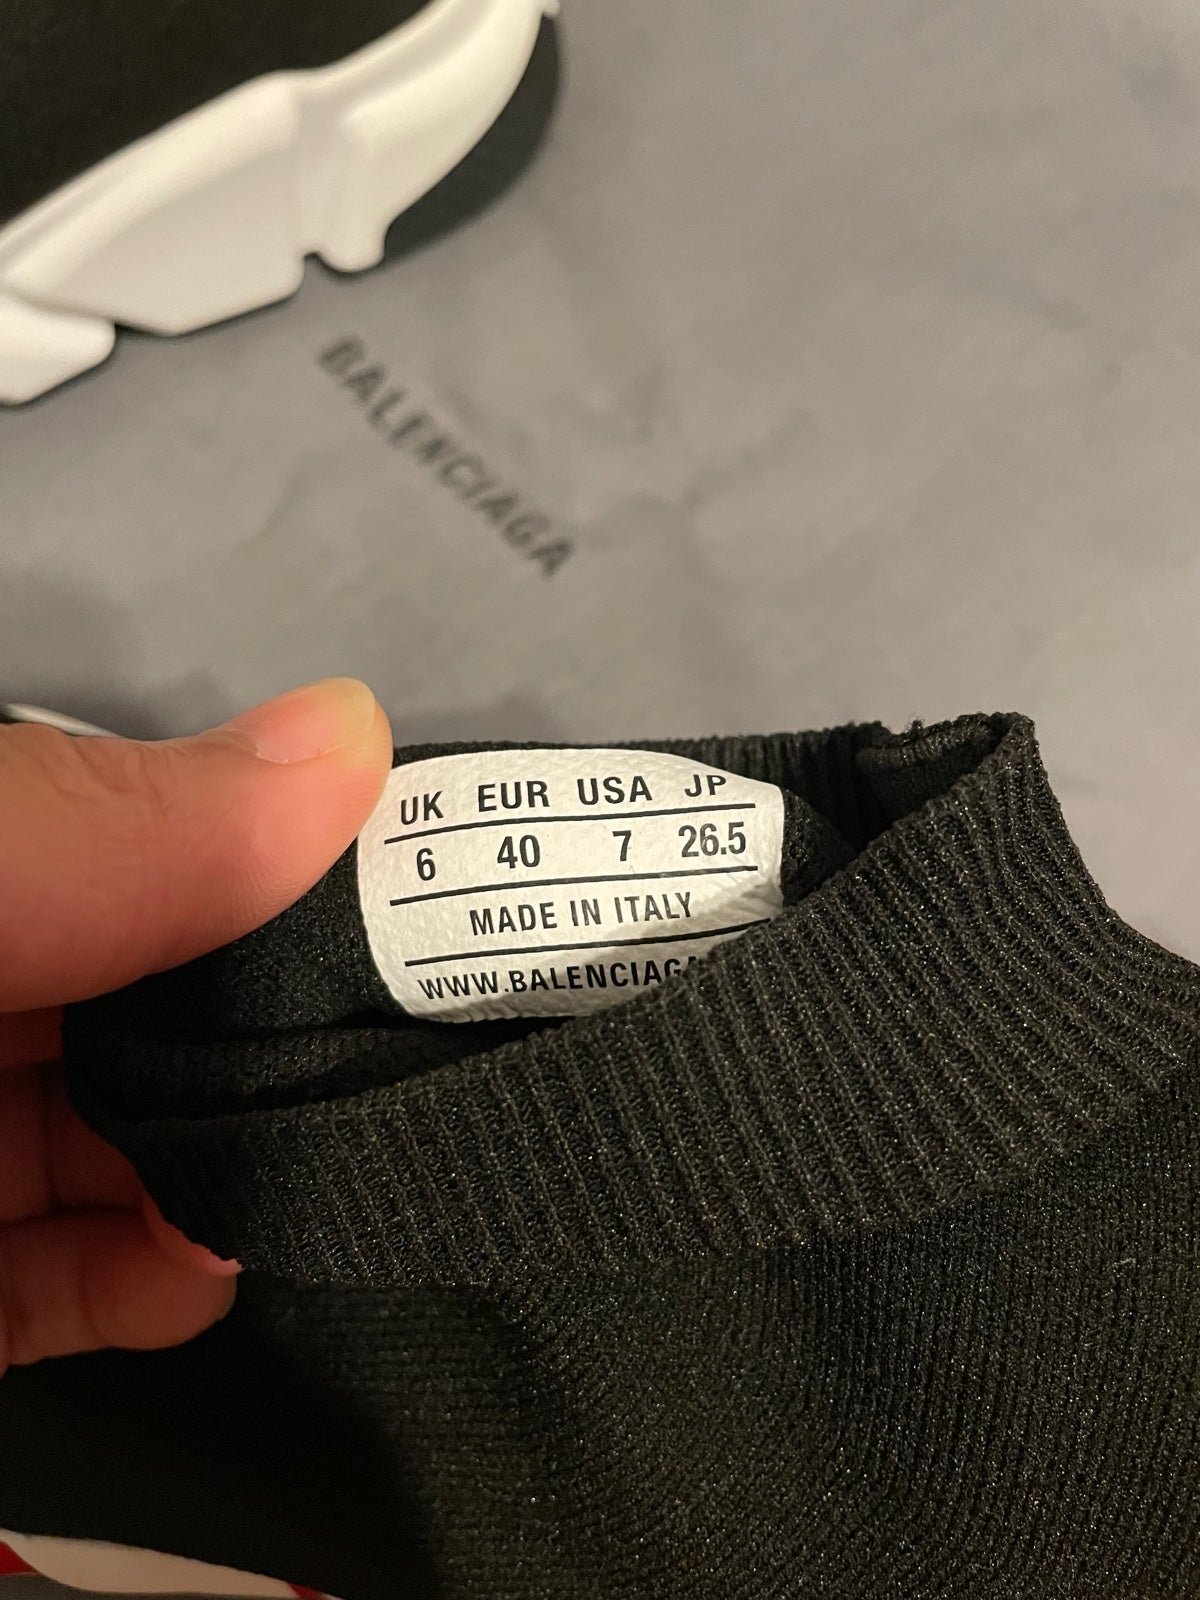 BALENCIAGA
UK EUR USA JP
6 40 7 26.5
MADE IN ITALY
WWW.BALENCIAGA